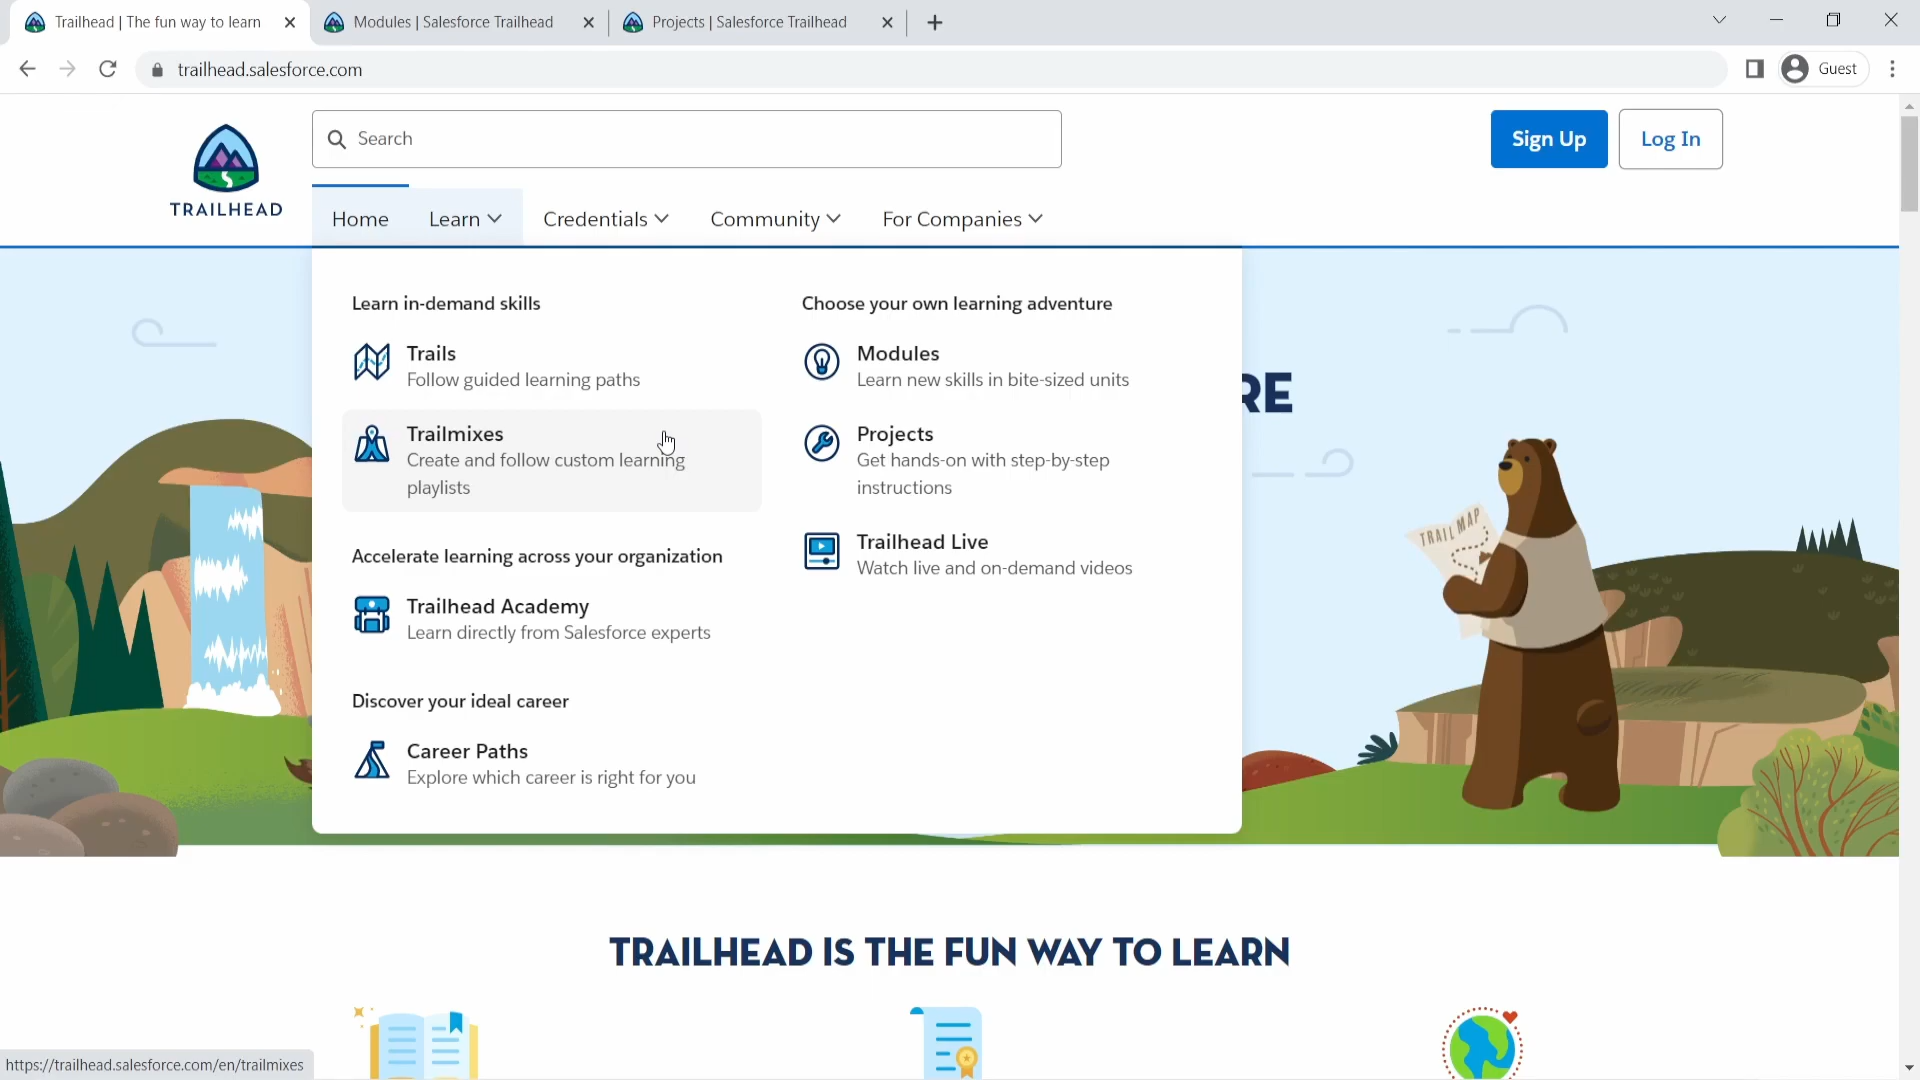 Trailhead | The fun way to learn
Modules | Salesforce Trailhead
Projects | Salesforce Trailhead
trailhead.salesforce.com
Guest
TRAILHEAD
Search
Sign Up
Log In
Home
Learn
Credentials
Community
For Companies
Learn in-demand skills
Trails
Follow guided learning paths
Trailmixes
Create and follow custom learning
playlists
Accelerate learning across your organization
Trailhead Academy
Learn directly from Salesforce experts
Discover your ideal career
Career Paths
Explore which career is right for you
Choose your own learning adventure
Modules
Learn new skills in bite-sized units
Projects
Get hands-on with step-by-step
instructions
Trailhead Live
Watch live and on-demand videos
RE
TRAIL MAP
TRAILHEAD IS THE FUN WAY TO LEARN
https://trailhead.salesforce.com/en/trailmixes